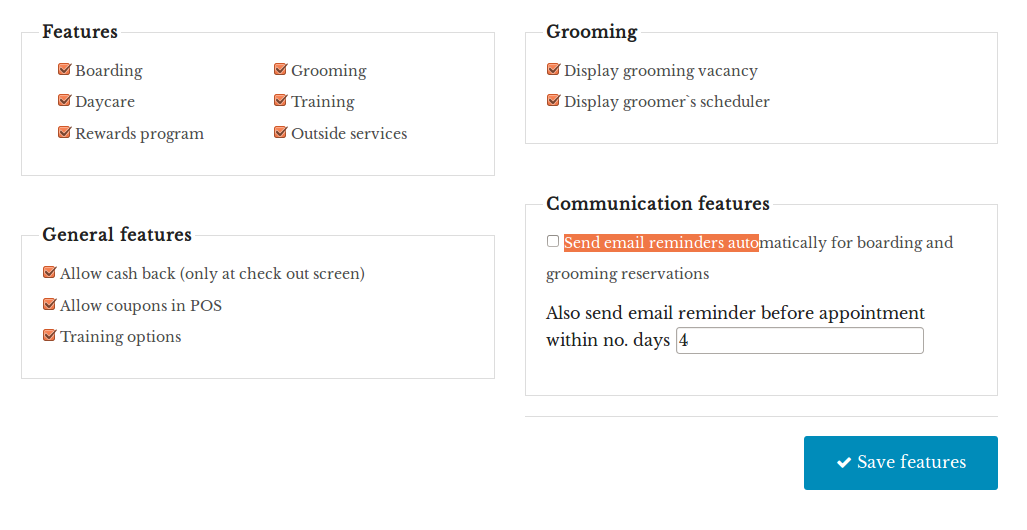 Features
Boarding
Grooming
Daycare
Training
Rewards program
Outside services
General features
Allow cash back (only at check out screen)
Allow coupons in POS
Training options
Grooming
Display grooming vacancy
Display groomer`s scheduler
Communication features
Send email reminders automatically for boarding and
grooming reservations
Also send email reminder before appointment
within no. days 4
Save features